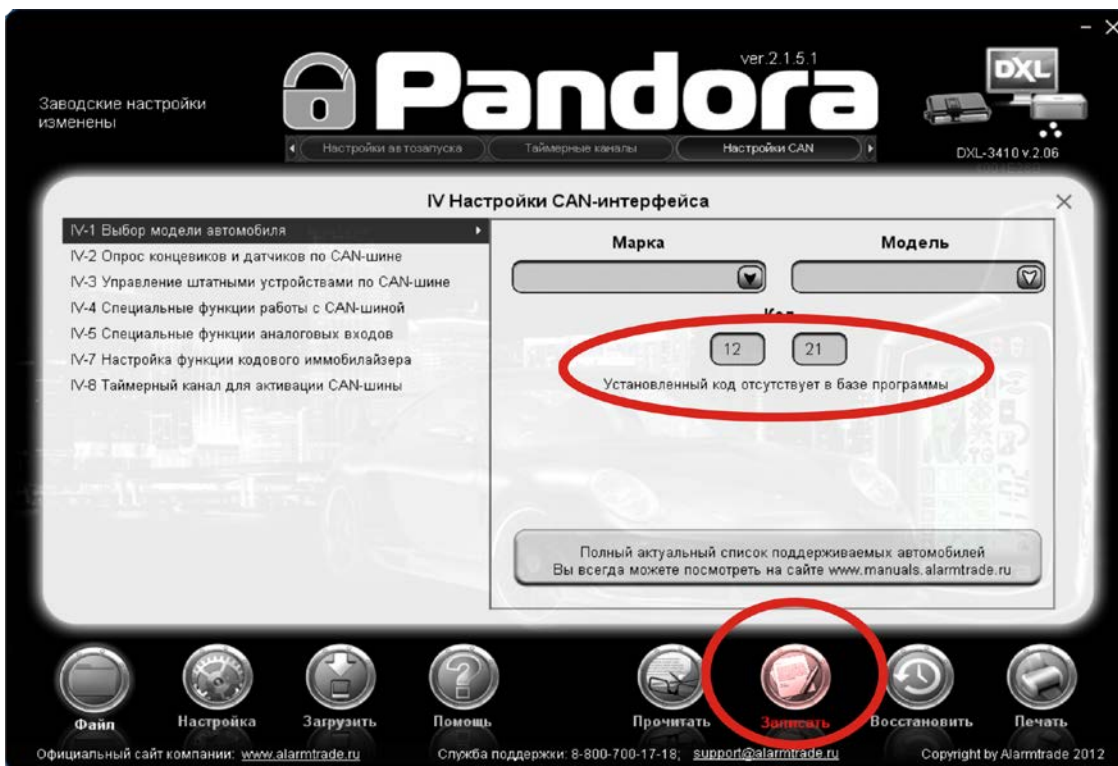 ver.2.1.5.1
Pandora
DXL
Заводские настройки
изменены
Настройки автозапуска
Таймерные каналы
Настройки CAN
DXL-3410 v.2.06
IV Настройки CAN-интерфейса
IV-1 Выбор модели автомобиля
IV-2 Опрос концевиков и датчиков по CAN-шине
IV-3 Управление штатными устройствами по CAN-шине
IV-4 Специальные функции работы с CAN-шиной
IV-5 Специальные функции аналоговых входов
IV-7 Настройка функции кодового иммобилайзера
IV-8 Таймерный канал для активации CAN-шины
Марка
Модель
Код
12
21
Установленный код отсутствует в базе программы
Полный актуальный список поддерживаемых автомобилей
Вы всегда можете посмотреть на сайте www.manuals.alarmtrade.ru
Файл
Настройка
Загрузить
Помощь
Прочитать
Записать
Восстановить
Печать
Официальный сайт компании: www.alarmtrade.ru
Служба поддержки: 8-800-700-17-18; support@alarmtrade.ru
Copyright by Alarmtrade 2012